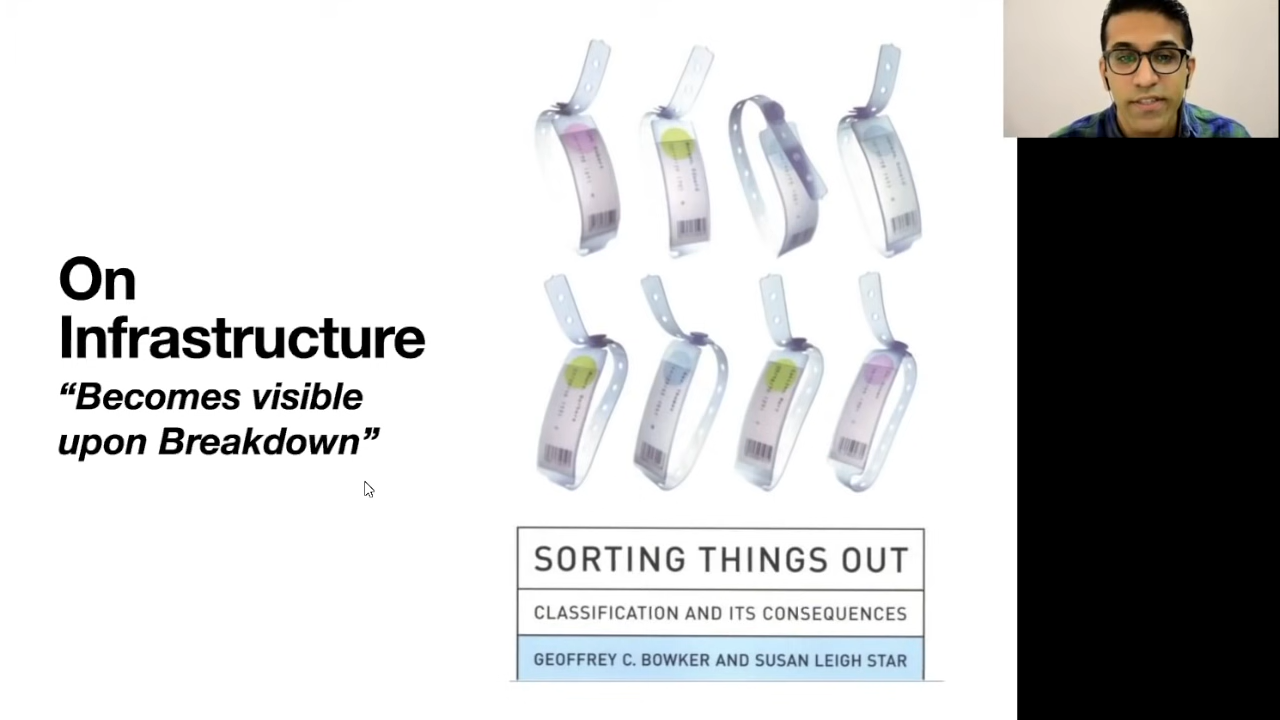 On
Infrastructure
“Becomes visible
upon Breakdown”
SORTING THINGS OUT
CLASSIFICATION AND ITS CONSEQUENCES
GEOFFREY C. BOWKER AND SUSAN LEIGH STAR